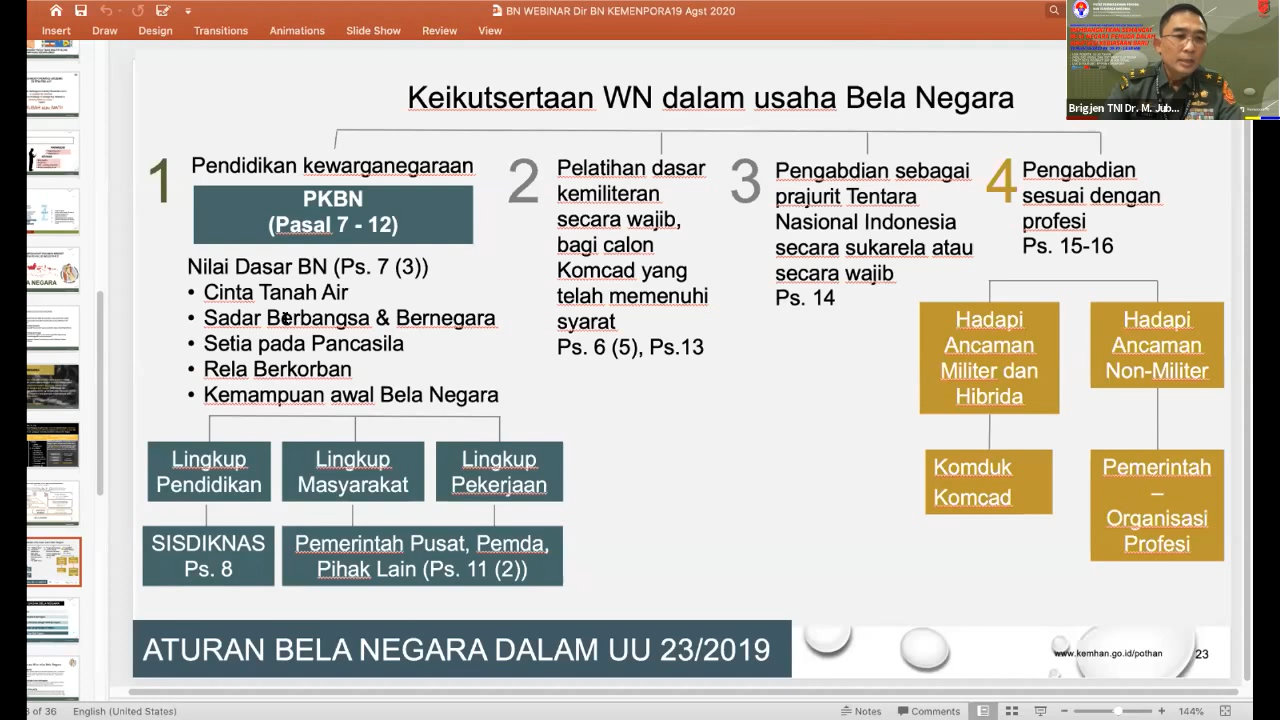 BN WEBINAR Dir BN KEMENPORA19 Agst 2020
Insert Draw Design Transitions Animations Slide Show Review View
Brigjen TNI Dr. M. Jub...
Keikutsertaan WN dalam usaha Bela Negara
1
Pendidikan kewarganegaraan
PKBN
(Pasal 7 - 12)
Nilai Dasar BN (Ps. 7 (3))
• Cinta Tanah Air
• Sadar Berbangsa & Bernegara
• Setia pada Pancasila
• Rela Berkorban
• Kemampuan awal Bela Negara
Lingkup
Pendidikan
Lingkup
Masyarakat
Lingkup
Pekerjaan
SISDIKNAS
Ps. 8
Pemerintah Pusat, Pemda,
Pihak Lain (Ps. 11 (2))
2
Pelatihan dasar
kemiliteran
secara wajib,
bagi calon
Komcad yang
telah memenuhi
syarat
Ps. 6 (5), Ps.13
3
Pengabdian sebagai
prajurit Tentara
Nasional Indonesia
secara sukarela atau
secara wajib
Ps. 14
4
Pengabdian
sesuai dengan
profesi
Ps. 15-16
Hadapi
Ancaman
Militer dan
Hibrida
Hadapi
Ancaman
Non-Militer
Komduk
Komcad
Pemerintah
–
Organisasi
Profesi
ATURAN BELA NEGARA DALAM UU 23/2019
www.kemhan.go.id/pothan 23
of 36 English (United States) Notes Comments 144%